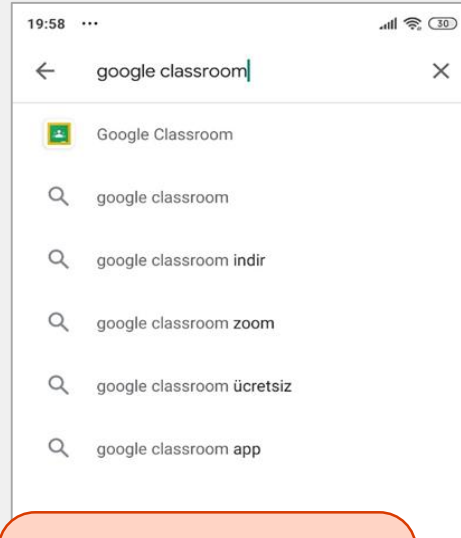 19:58 ... 30
google classroom
Google Classroom
google classroom
google classroom indir
google classroom zoom
google classroom ücretsiz
google classroom app